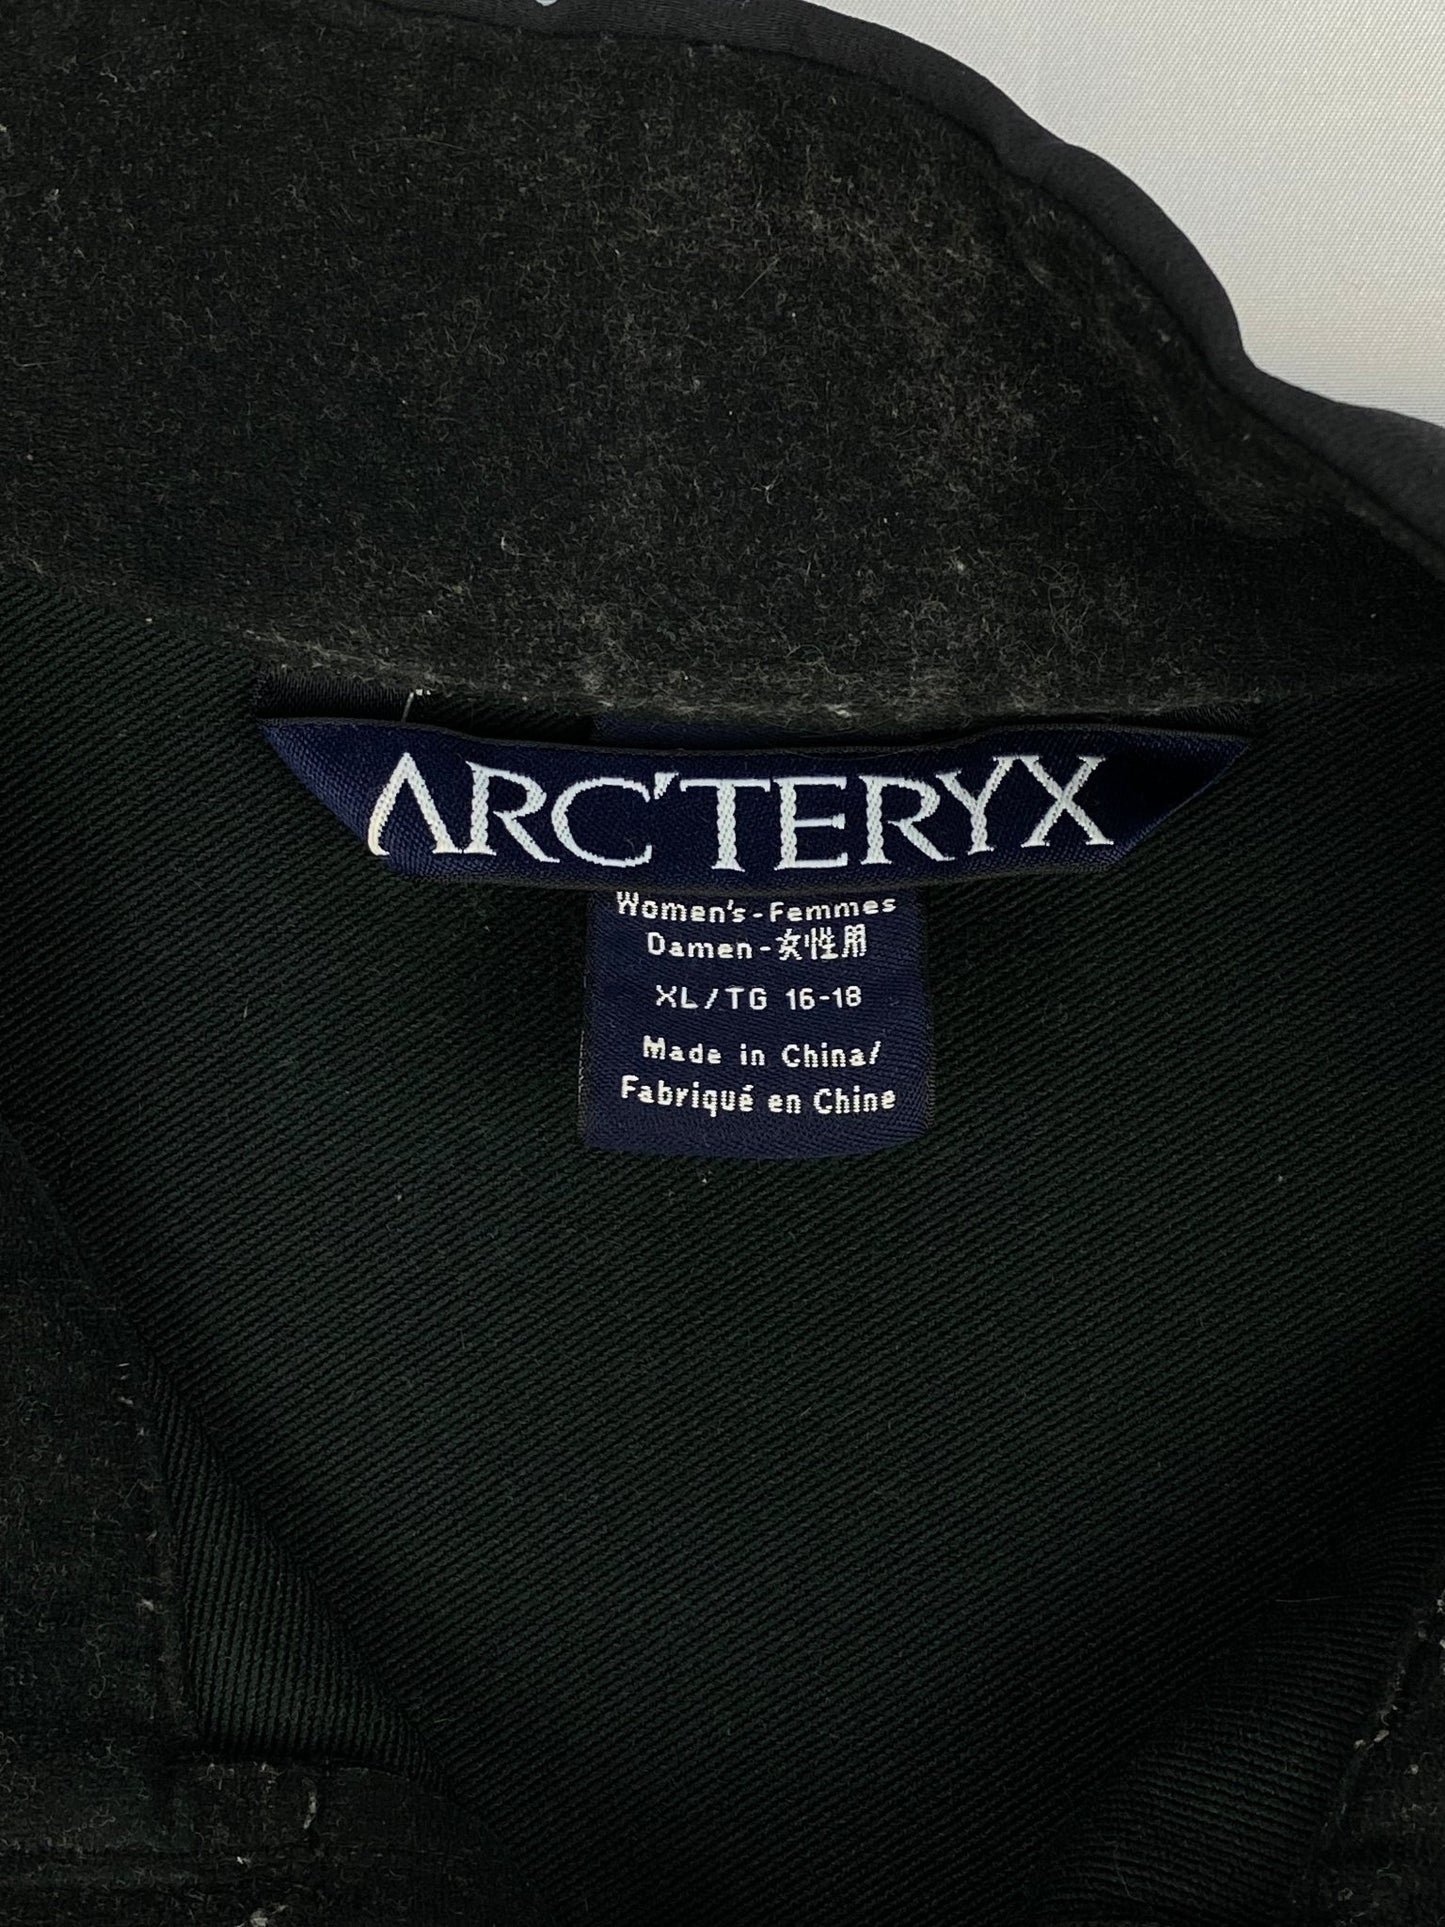 ARC'TERYX
Women's - Femmes
Damen - 女性用
XL / TG 16-18
Made in China/
Fabriqué en Chine